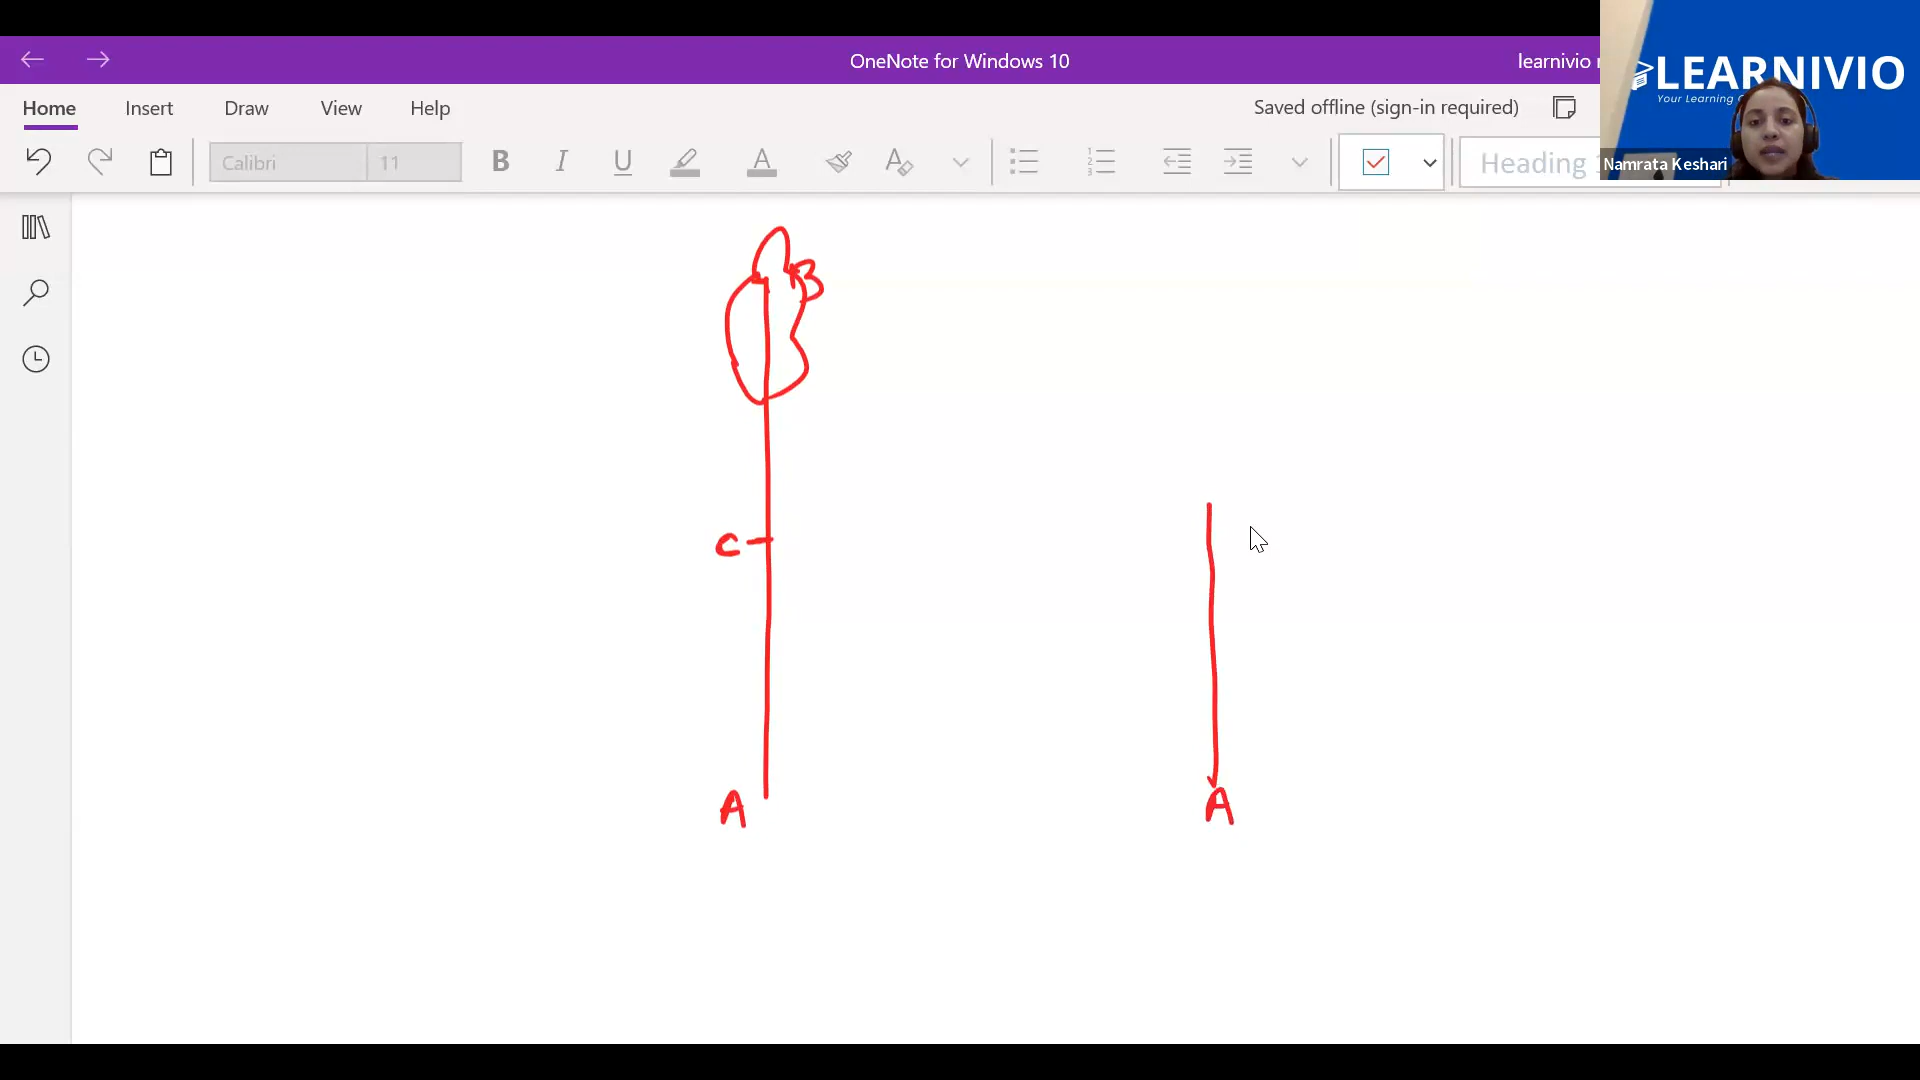 OneNote for Windows 10
learnivio
LEARNIVIO
Your Learning
Home Insert Draw View Help
Saved offline (sign-in required)
Calibri 11
B I U A A
Heading
Namrata Keshari
B
C
A
A